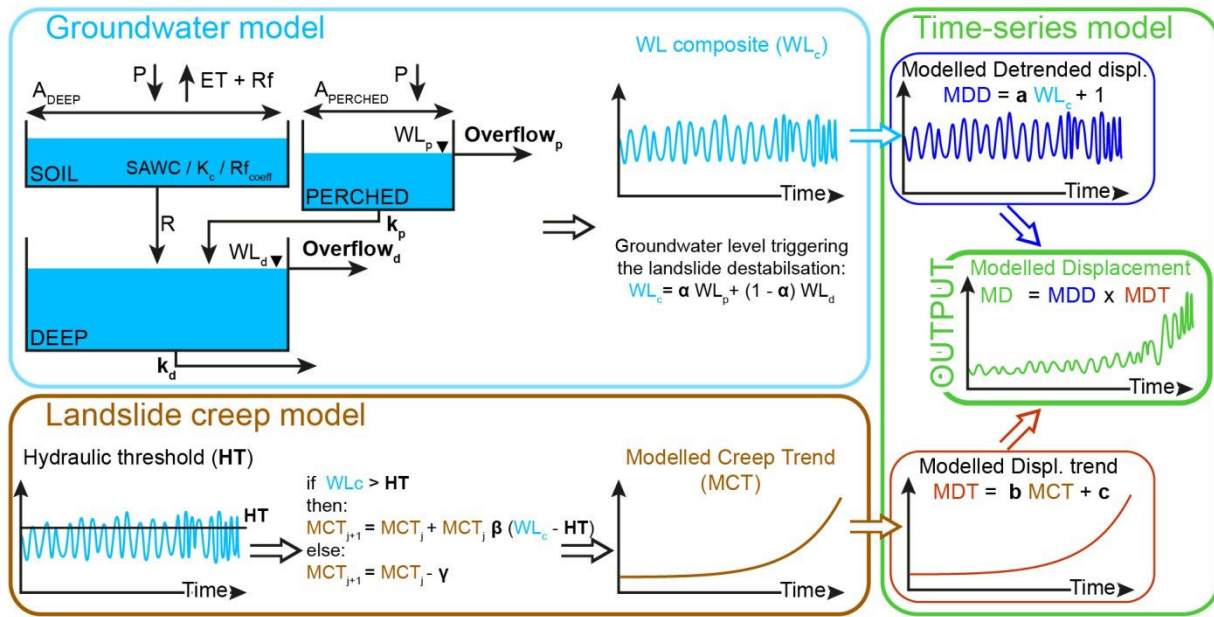 Groundwater model
P
ET + Rf
A_DEEP
SOIL
SAWC / K_c / Rf_coeff
R
A_PERCHED
P
WL_p
Overflow_p
PERCHED
k_p
WL_d
Overflow_d
DEEP
k_d
WL composite (WL_c)
Time
Groundwater level triggering
the landslide destabilsation:
WL_c = α WL_p + (1 - α) WL_d
Landslide creep model
Hydraulic threshold (HT)
HT
Time
if WLc > HT
then:
MCT_j+1 = MCT_j + MCT_j β (WL_c - HT)
else:
MCT_j+1 = MCT_j - γ
Modelled Creep Trend
(MCT)
Time
Time-series model
Modelled Detrended displ.
MDD = a WL_c + 1
Time
OUTPUT
Modelled Displacement
MD = MDD x MDT
Time
Modelled Displ. trend
MDT = b MCT + c
Time